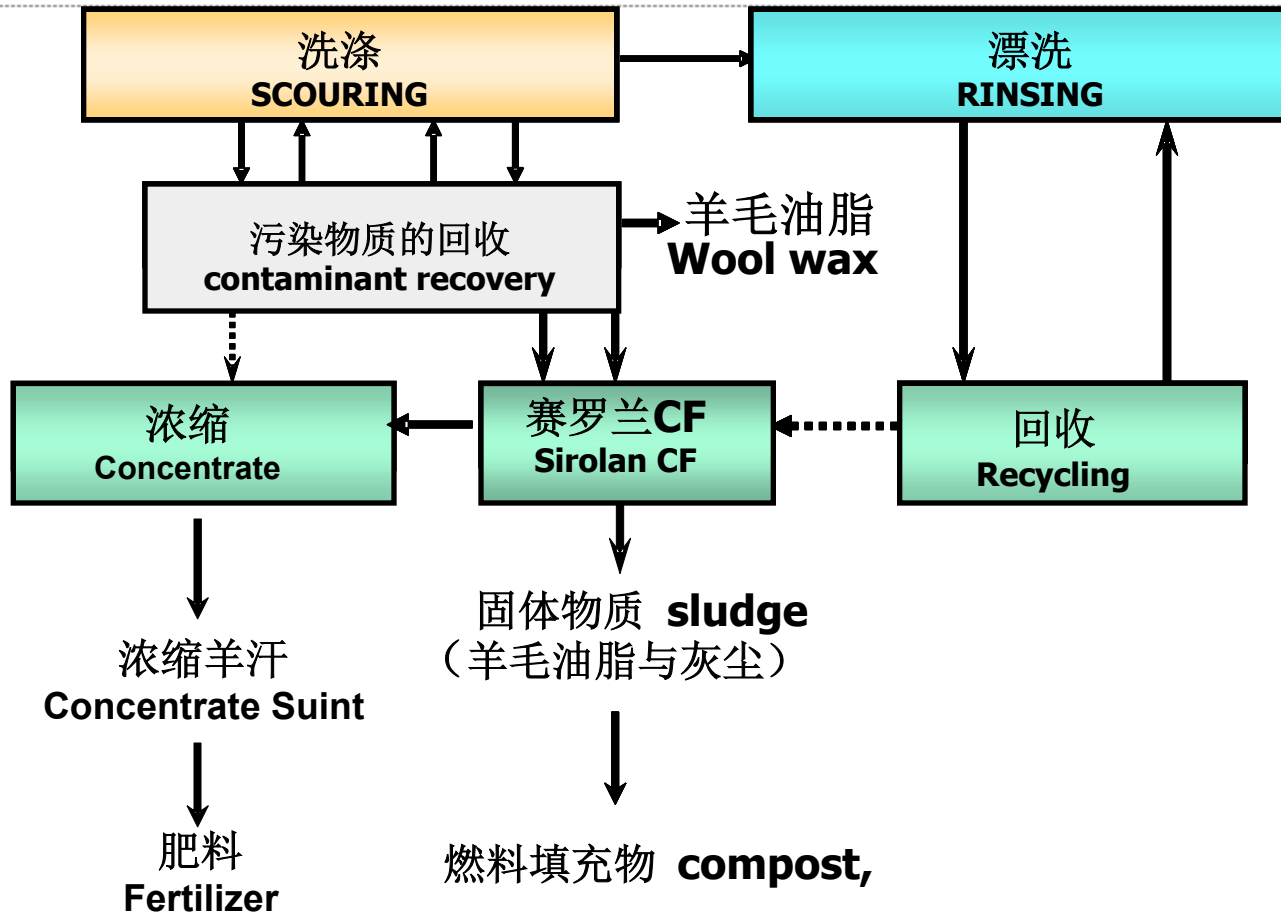 洗涤
SCOURING
漂洗
RINSING
污染物质的回收
contaminant recovery
羊毛油脂
Wool wax
浓缩
Concentrate
赛罗兰CF
Sirolan CF
回收
Recycling
固体物质 sludge
（羊毛油脂与灰尘）
浓缩羊汗
Concentrate Suint
肥料
Fertilizer
燃料填充物 compost,